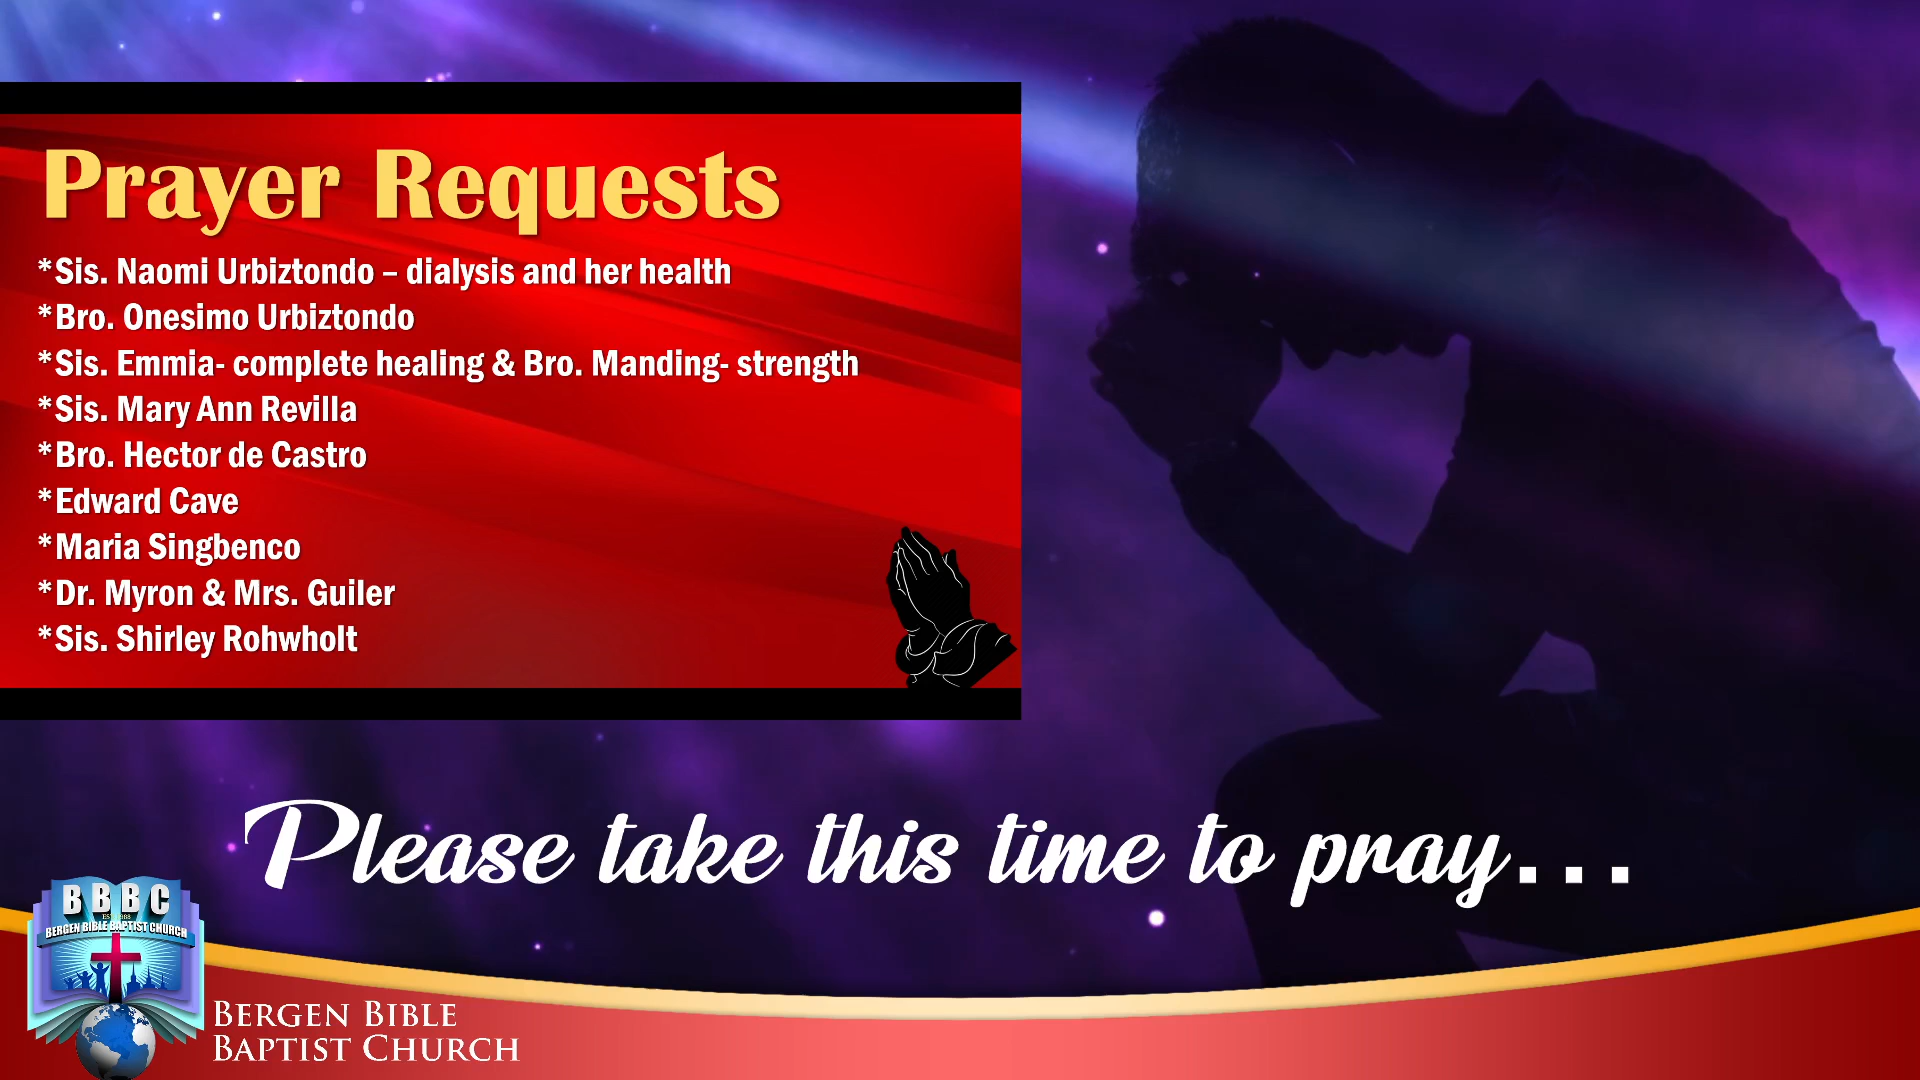 Prayer Requests
*Sis. Naomi Urbiztondo – dialysis and her health
*Bro. Onesimo Urbiztondo
*Sis. Emmia- complete healing & Bro. Manding- strength
*Sis. Mary Ann Revilla
*Bro. Hector de Castro
*Edward Cave
*Maria Singbenco
*Dr. Myron & Mrs. Guiler
*Sis. Shirley Rohwholt
Please take this time to pray...
BBBC
BERGEN BIBLE BAPTIST CHURCH
BERGEN BIBLE
BAPTIST CHURCH